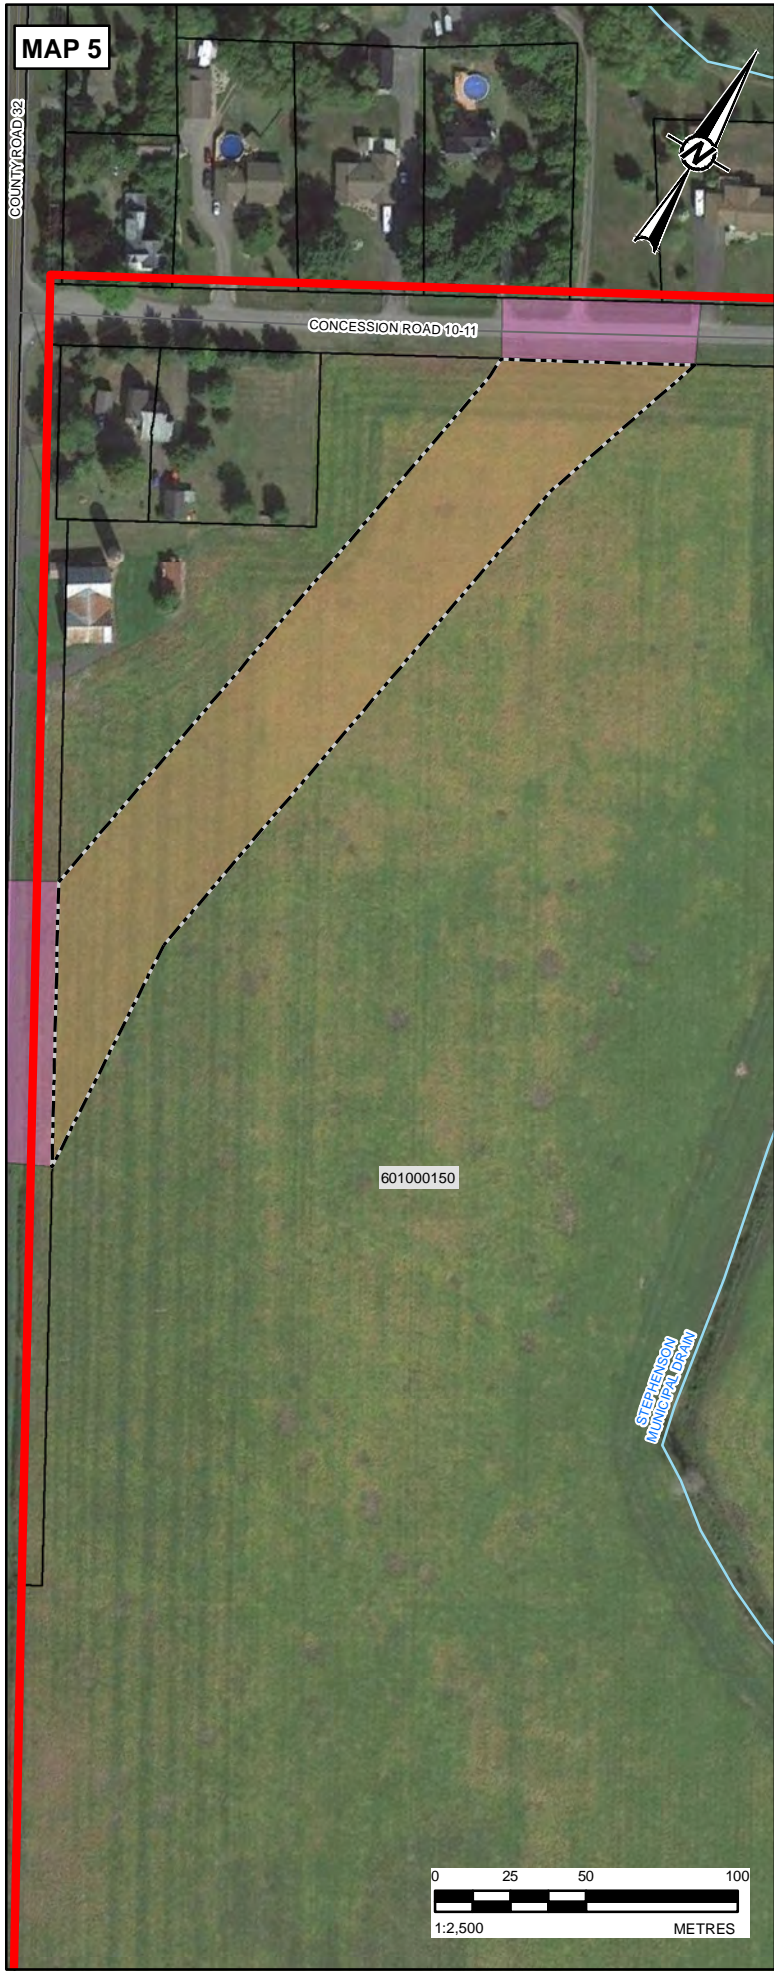 MAP 5
COUNTY ROAD 32
N
CONCESSION ROAD 10-11
601000150
STEPHENSON
MUNICIPAL DRAIN
0 25 50 100
1:2,500 METRES